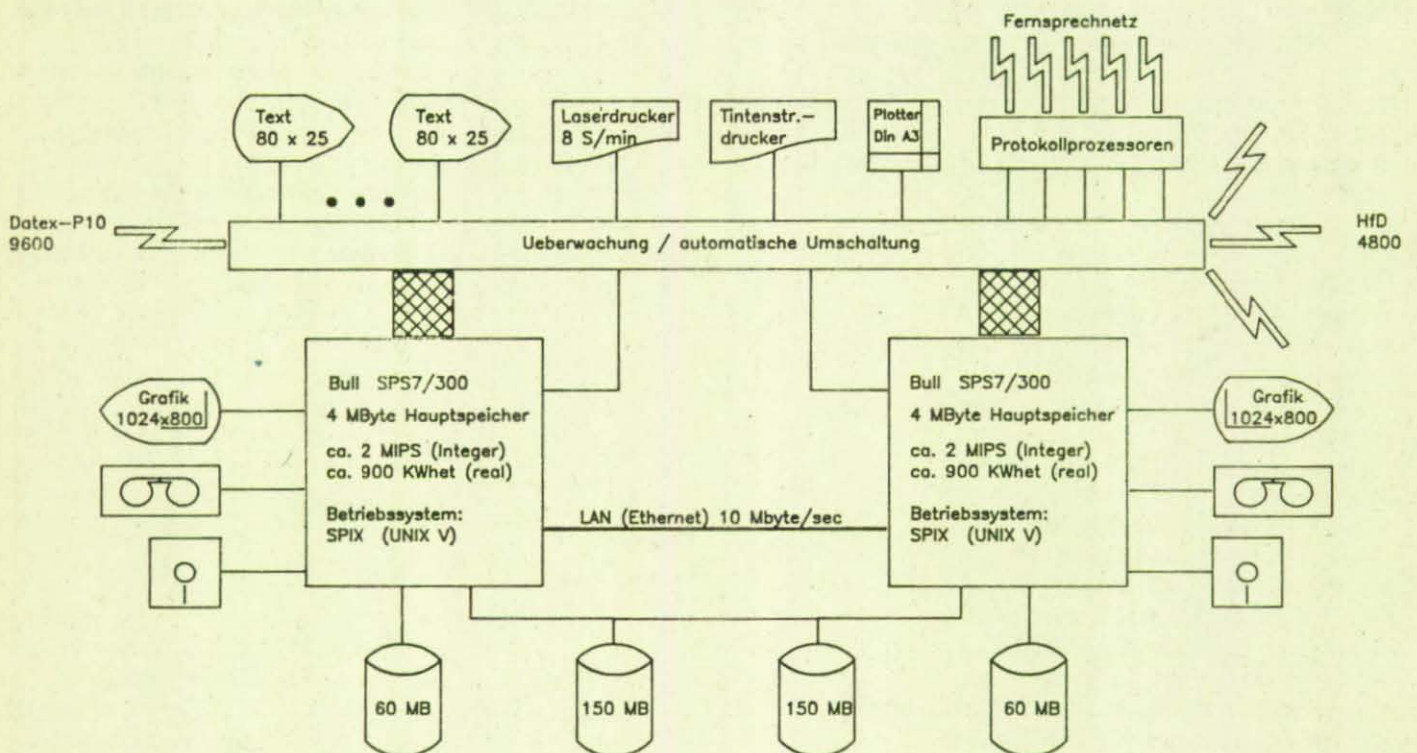 Fernsprechnetz
Text
80 x 25
Text
80 x 25
Laserdrucker
8 S/min
Tintenstr.-
drucker
Plotter
Din A3
Protokollprozessoren
Datex-P10
9600
Ueberwachung / automatische Umschaltung
HfD
4800
Bull SPS7/300
4 MByte Hauptspeicher
ca. 2 MIPS (Integer)
ca. 900 KWhet (real)
Betriebssystem:
SPIX (UNIX V)
Bull SPS7/300
4 MByte Hauptspeicher
ca. 2 MIPS (Integer)
ca. 900 KWhet (real)
Betriebssystem:
SPIX (UNIX V)
Grafik
1024x800
Grafik
1024x800
LAN (Ethernet) 10 Mbyte/sec
60 MB
150 MB
150 MB
60 MB